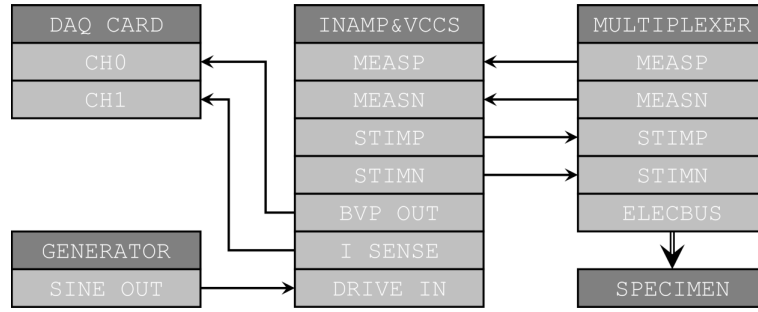 DAQ CARD
CH0
CH1
GENERATOR
SINE OUT
INAMP&VCCS
MEASP
MEASN
STIMP
STIMN
BVP OUT
I SENSE
DRIVE IN
MULTIPLEXER
MEASP
MEASN
STIMP
STIMN
ELECBUS
SPECIMEN